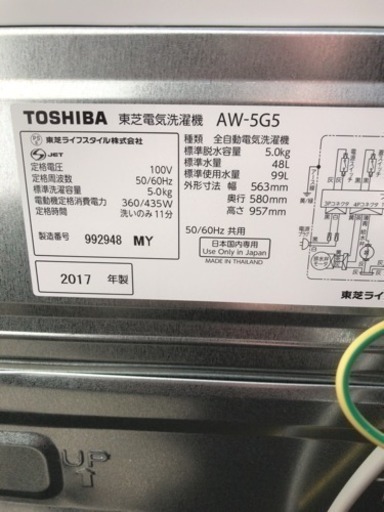 TOSHIBA 東芝電気洗濯機 AW-5G5
東芝ライフスタイル株式会社
JET
定格電圧 100V
定格周波数 50/60Hz
標準洗濯容量 5.0kg
電動機定格消費電力 360/435W
定格時間 洗いのみ 11分
製造番号 992948 MY
2017 年製
種類 全自動電気洗濯機
標準脱水容量 5.0kg
標準水量 48L
標準使用水量 99L
外形寸法 幅 563mm
奥行 580mm
高さ 957mm
50/60Hz 共用
日本国内専用
Use Only in Japan
MADE IN THAILAND
東芝ライフ
UP